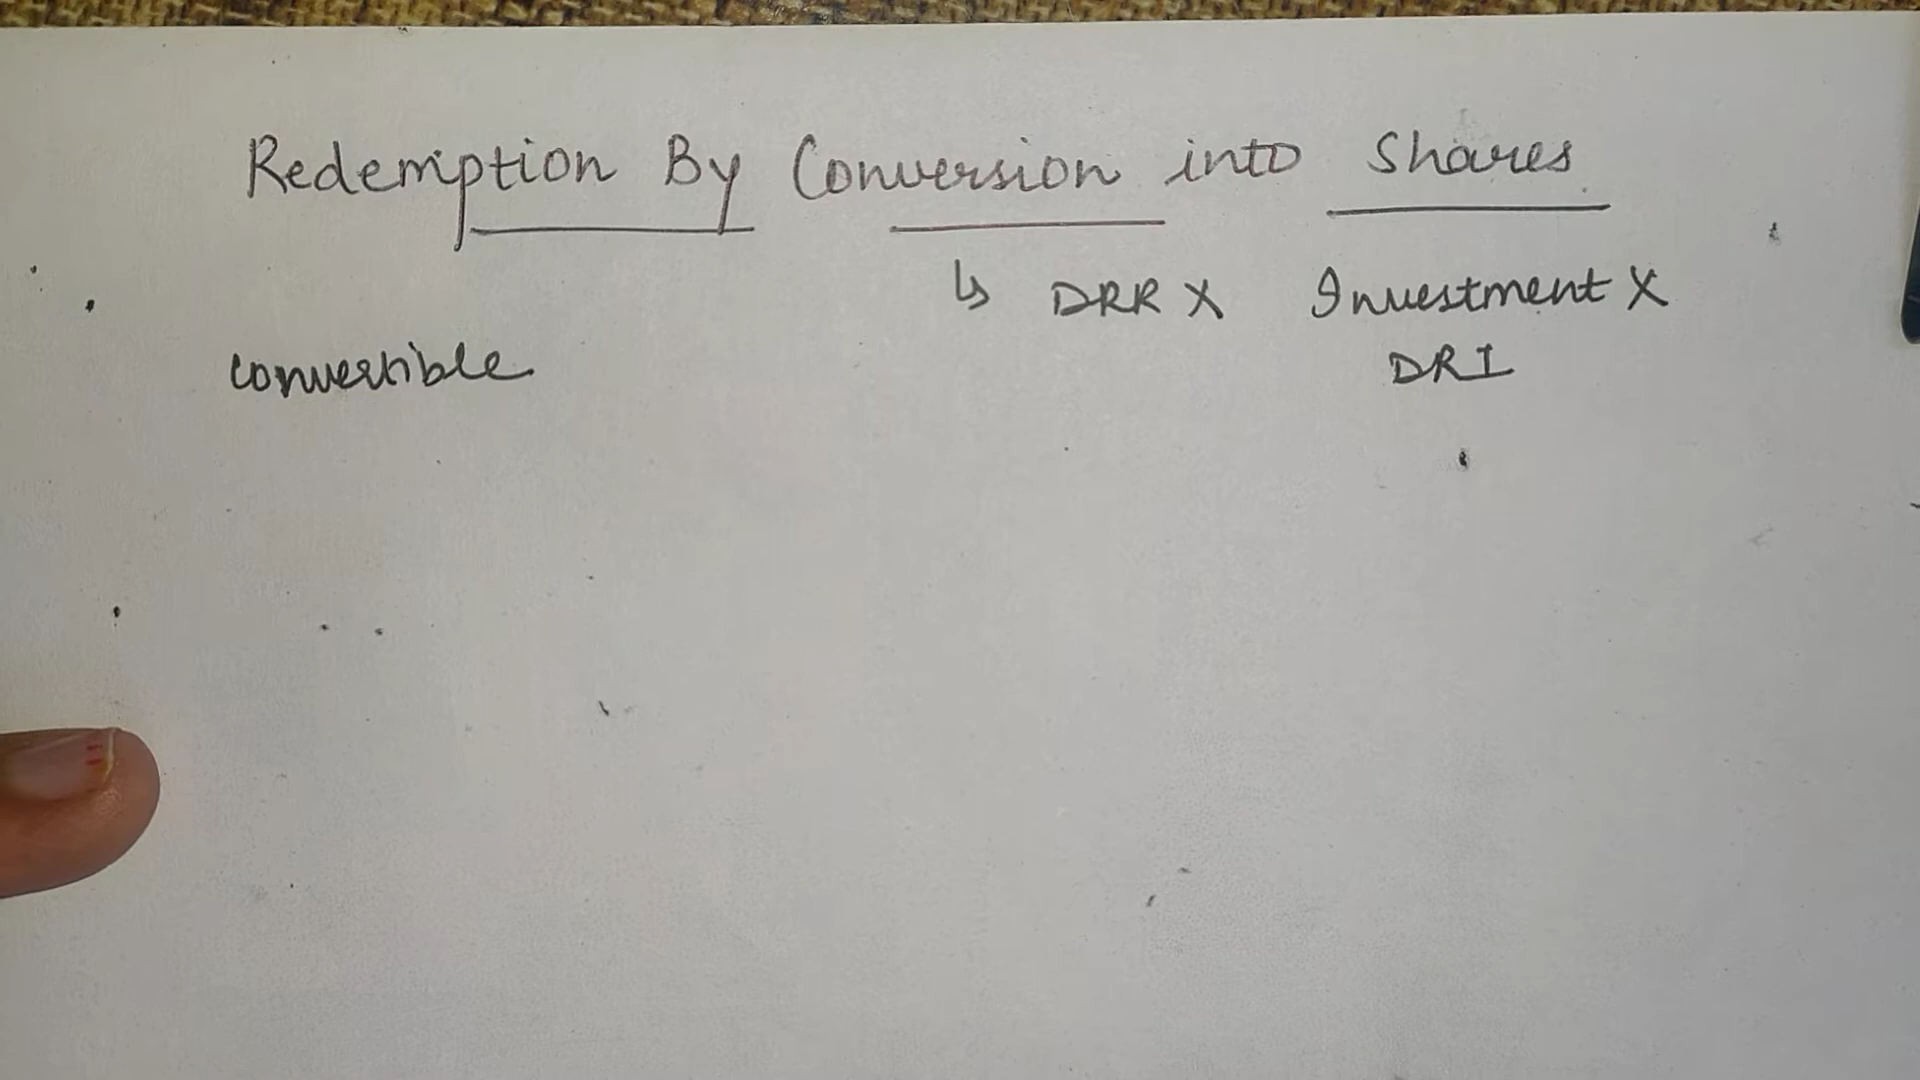 Redemption By Conversion into Shares
↳ DRR X Investment X
convertible DRI